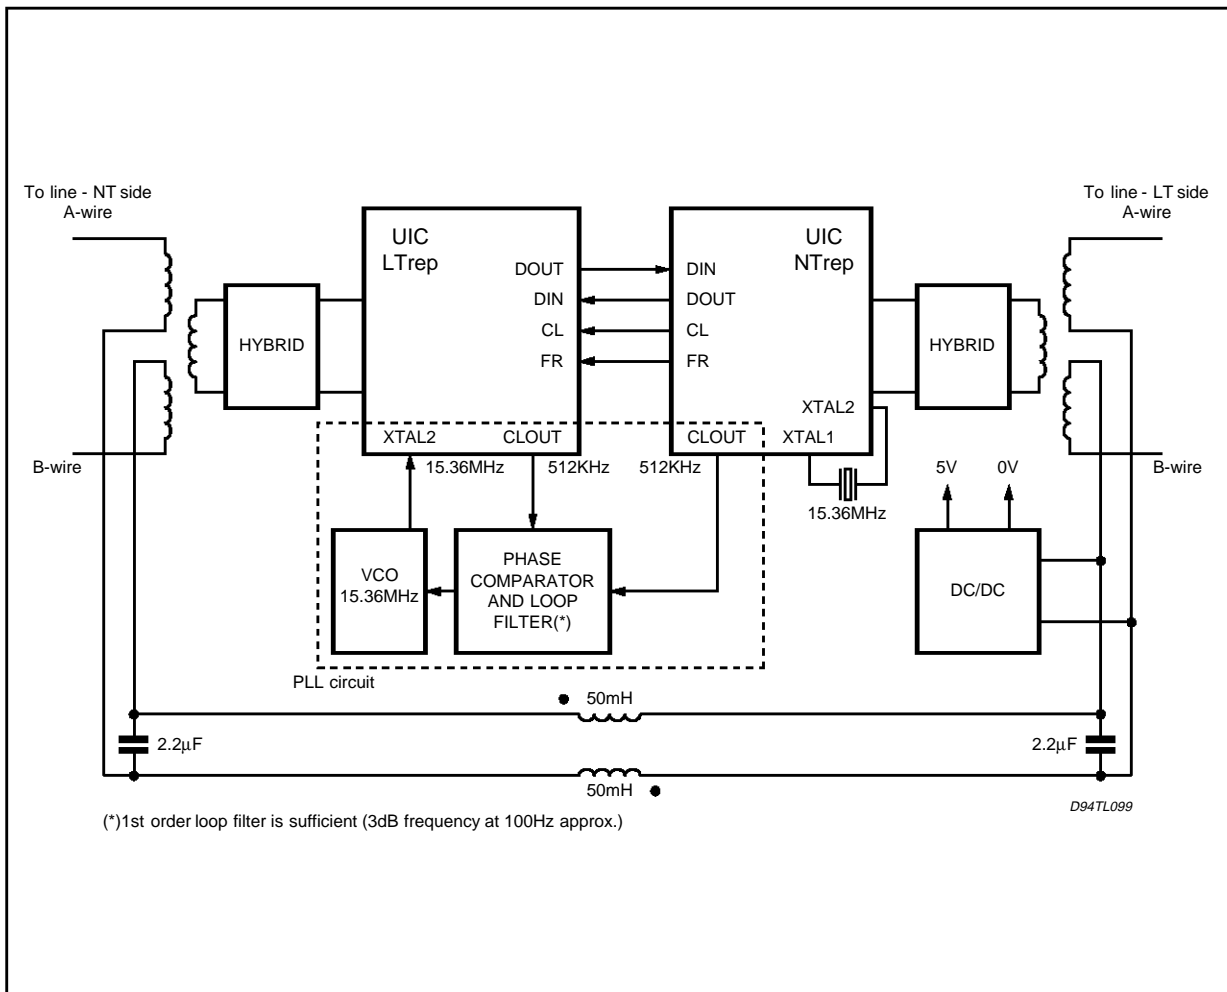 To line - NT side
A-wire
To line - LT side
A-wire
UIC
LTrep
UIC
NTrep
DOUT
DIN
DIN
DOUT
CL
CL
FR
FR
HYBRID
HYBRID
XTAL2
XTAL2
CLOUT
CLOUT
XTAL1
15.36MHz
512KHz
512KHz
B-wire
B-wire
5V
0V
15.36MHz
VCO
15.36MHz
PHASE
COMPARATOR
AND LOOP
FILTER(*)
DC/DC
PLL circuit
50mH
2.2µF
2.2µF
50mH
D94TL099
(*)1st order loop filter is sufficient (3dB frequency at 100Hz approx.)